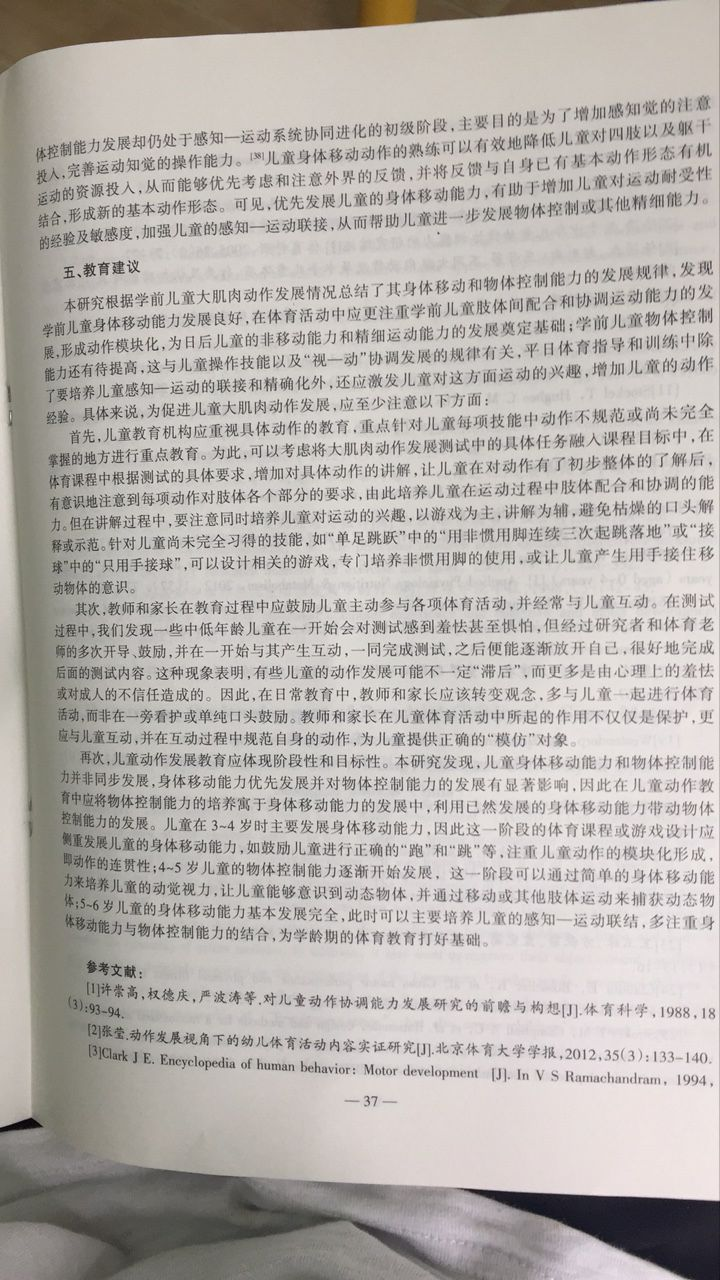 体控制能力发展却仍处于感知—运动系统协同进化的初级阶段,主要目的是为了增加感知觉的注意
投入,完善运动知觉的操作能力。[38]儿童身体移动动作的熟练可以有效地降低儿童对四肢以及躯干
运动的资源投入,从而能够优先考虑和注意外界的反馈,并将反馈与自身已有基本动作形态有机
结合,形成新的基本动作形态。可见,优先发展儿童的身体移动能力,有助于增加儿童对运动耐受性
的经验及敏感度,加强儿童的感知—运动联接,从而帮助儿童进一步发展物体控制或其他精细能力。
五、教育建议
本研究根据学前儿童大肌肉动作发展情况总结了其身体移动和物体控制能力的发展规律,发现
学前儿童身体移动能力发展良好,在体育活动中应更注重学前儿童肢体间配合和协调运动能力的发
展,形成动作模块化,为日后儿童的非移动能力和精细运动能力的发展奠定基础;学前儿童物体控制
能力还有待提高,这与儿童操作技能以及“视—动”协调发展的规律有关,平日体育指导和训练中除
了要培养儿童感知—运动的联接和精确化外,还应激发儿童对这方面运动的兴趣,增加儿童的动作
经验。具体来说,为促进儿童大肌肉动作发展,应至少注意以下方面:
首先,儿童教育机构应重视具体动作的教育,重点针对儿童每项技能中动作不规范或尚未完全
掌握的地方进行重点教育。为此,可以考虑将大肌肉动作发展测试中的具体任务融入课程目标中,在
体育课程中根据测试的具体要求,增加对具体动作的讲解,让儿童在对动作有了初步整体的了解后,
有意识地注意到每项动作对肢体各个部分的要求,由此培养儿童在运动过程中肢体配合和协调的能
力。但在讲解过程中,要注意同时培养儿童对运动的兴趣,以游戏为主,讲解为辅,避免枯燥的口头解
释或示范。针对儿童尚未完全习得的技能,如“单足跳跃”中的“用非惯用脚连续三次起跳落地”或“接
球”中的“只用手接球”,可以设计相关的游戏,专门培养非惯用脚的使用,或让儿童产生用手接住移
动物体的意识。
其次,教师和家长在教育过程中应鼓励儿童主动参与各项体育活动,并经常与儿童互动。在测试
过程中,我们发现一些中低年龄儿童在一开始会对测试感到羞怯甚至惧怕,但经过研究者和体育老
师的多次开导、鼓励,并在一开始与其产生互动,一同完成测试,之后便能逐渐放开自己,很好地完成
后面的测试内容。这种现象表明,有些儿童的动作发展可能不一定“滞后”,而更多是由心理上的羞怯
或对成人的不信任造成的。因此,在日常教育中,教师和家长应该转变观念,多与儿童一起进行体育
活动,而非在一旁看护或单纯口头鼓励。教师和家长在儿童体育活动中所起的作用不仅仅是保护,更
应与儿童互动,并在互动过程中规范自身的动作,为儿童提供正确的“模仿”对象。
再次,儿童动作发展教育应体现阶段性和目标性。本研究发现,儿童身体移动能力和物体控制能
力并非同步发展,身体移动能力优先发展并对物体控制能力的发展有显著影响,因此在儿童动作教
育中应将物体控制能力的培养寓于身体移动能力的发展中,利用已然发展的身体移动能力带动物体
控制能力的发展。儿童在3~4岁时主要发展身体移动能力,因此这一阶段的体育课程或游戏设计应
侧重发展儿童的身体移动能力,如鼓励儿童进行正确的“跑”和“跳”等,注重儿童动作的模块化形成,
即动作的连贯性;4~5岁儿童的物体控制能力逐渐开始发展,这一阶段可以通过简单的身体移动能
力来培养儿童的动觉视力,让儿童能够意识到动态物体,并通过移动或其他肢体运动来捕获动态物
体;5~6岁儿童的身体移动能力基本发展完全,此时可以主要培养儿童的感知—运动联结,多注重身
体移动能力与物体控制能力的结合,为学龄期的体育教育打好基础。
参考文献:
[1]许崇高,权德庆,严波涛等.对儿童动作协调能力发展研究的前瞻与构想[J].体育科学,1988,18
(3):93-94.
[2]张莹.动作发展视角下的幼儿体育活动内容实证研究[J].北京体育大学学报,2012,35(3):133-140.
[3]Clark J E. Encyclopedia of human behavior: Motor development [J]. In V S Ramachandram, 1994,
— 37 —